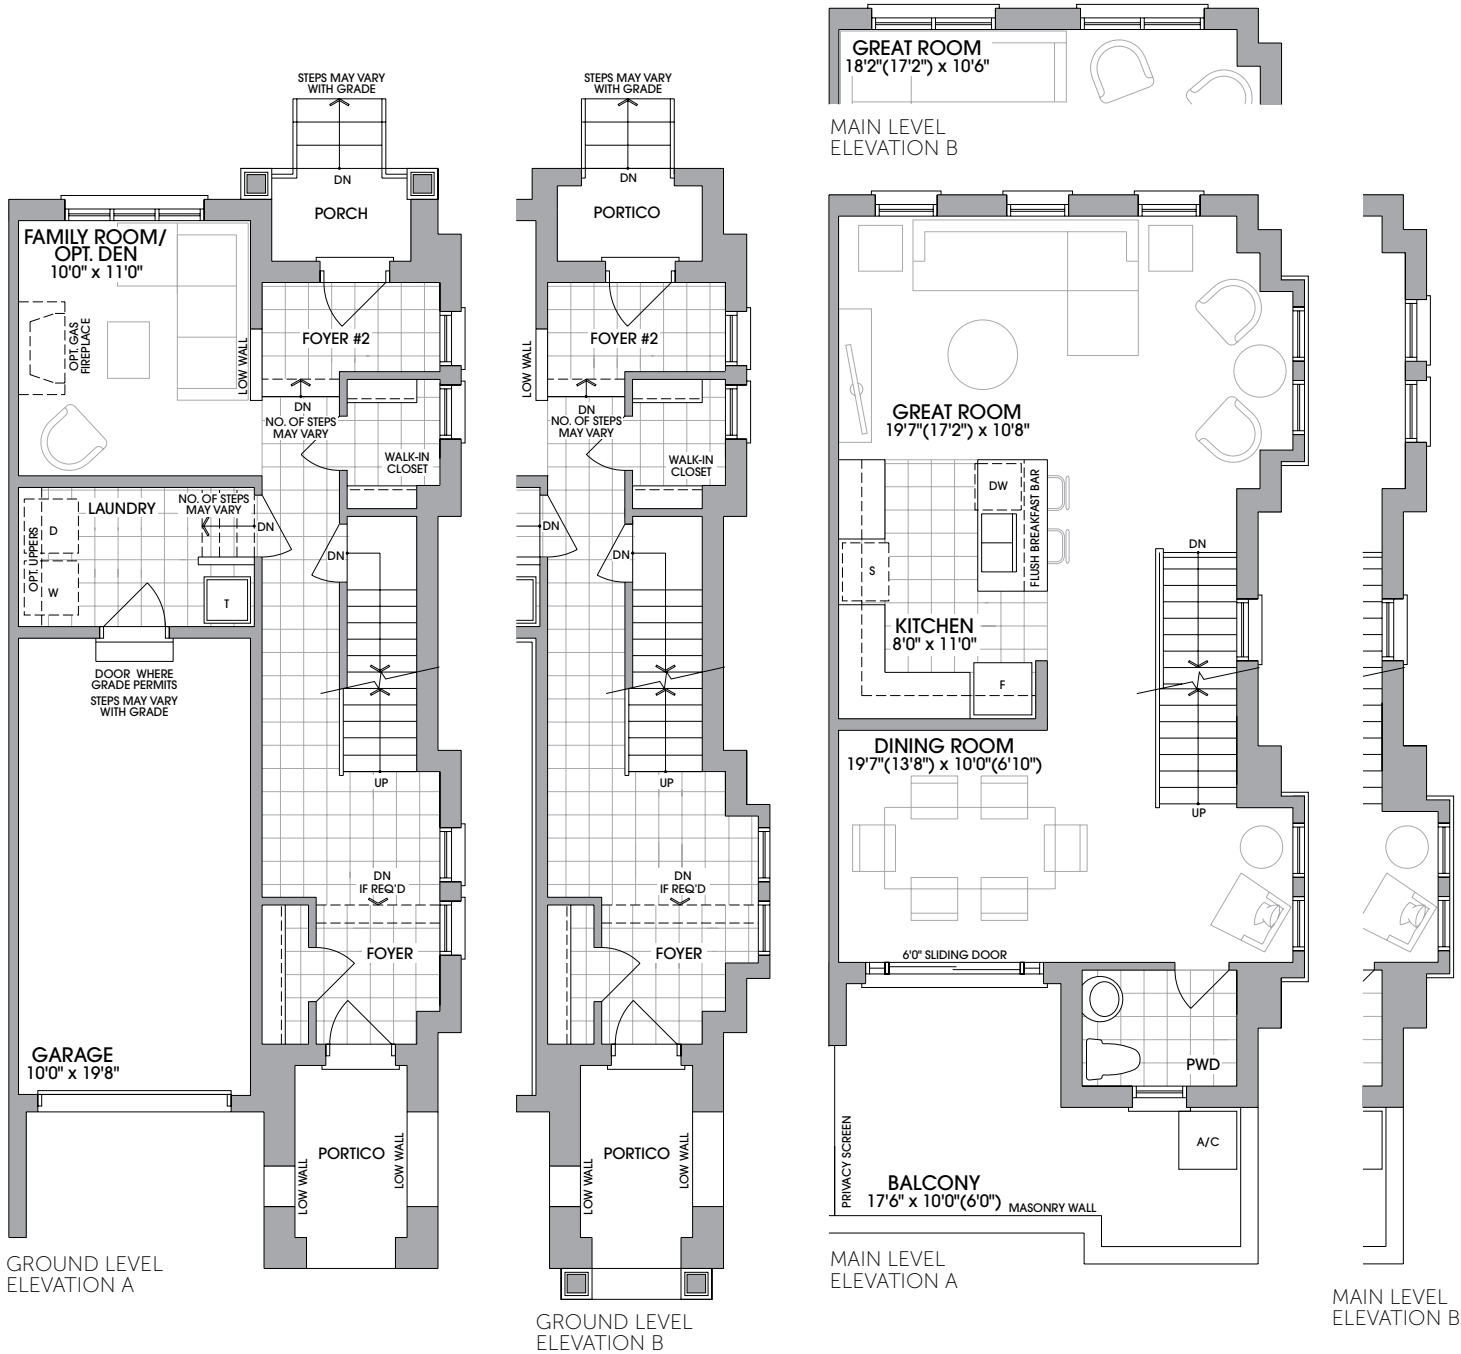 STEPS MAY VARY
WITH GRADE
DN
PORCH
FAMILY ROOM/
OPT. DEN
10'0" x 11'0"
OPT. GAS
FIREPLACE
LOW WALL
FOYER #2
DN
NO. OF STEPS
MAY VARY
WALK-IN
CLOSET
LAUNDRY
NO. OF STEPS
MAY VARY
DN
OPT. UPPERS
D
W
T
DN
DOOR WHERE
GRADE PERMITS
STEPS MAY VARY
WITH GRADE
UP
DN
IF REQ'D
FOYER
GARAGE
10'0" x 19'8"
PORTICO
LOW WALL
LOW WALL
GROUND LEVEL
ELEVATION A
STEPS MAY VARY
WITH GRADE
DN
PORTICO
LOW WALL
FOYER #2
DN
NO. OF STEPS
MAY VARY
WALK-IN
CLOSET
DN
DN
UP
DN
IF REQ'D
FOYER
PORTICO
LOW WALL
LOW WALL
GROUND LEVEL
ELEVATION B
GREAT ROOM
18'2"(17'2") x 10'6"
MAIN LEVEL
ELEVATION B
GREAT ROOM
19'7"(17'2") x 10'8"
DW
FLUSH BREAKFAST BAR
S
KITCHEN
8'0" x 11'0"
F
DN
DINING ROOM
19'7"(13'8") x 10'0"(6'10")
UP
6'0" SLIDING DOOR
PWD
A/C
PRIVACY SCREEN
BALCONY
17'6" x 10'0"(6'0")
MASONRY WALL
MAIN LEVEL
ELEVATION A
MAIN LEVEL
ELEVATION B